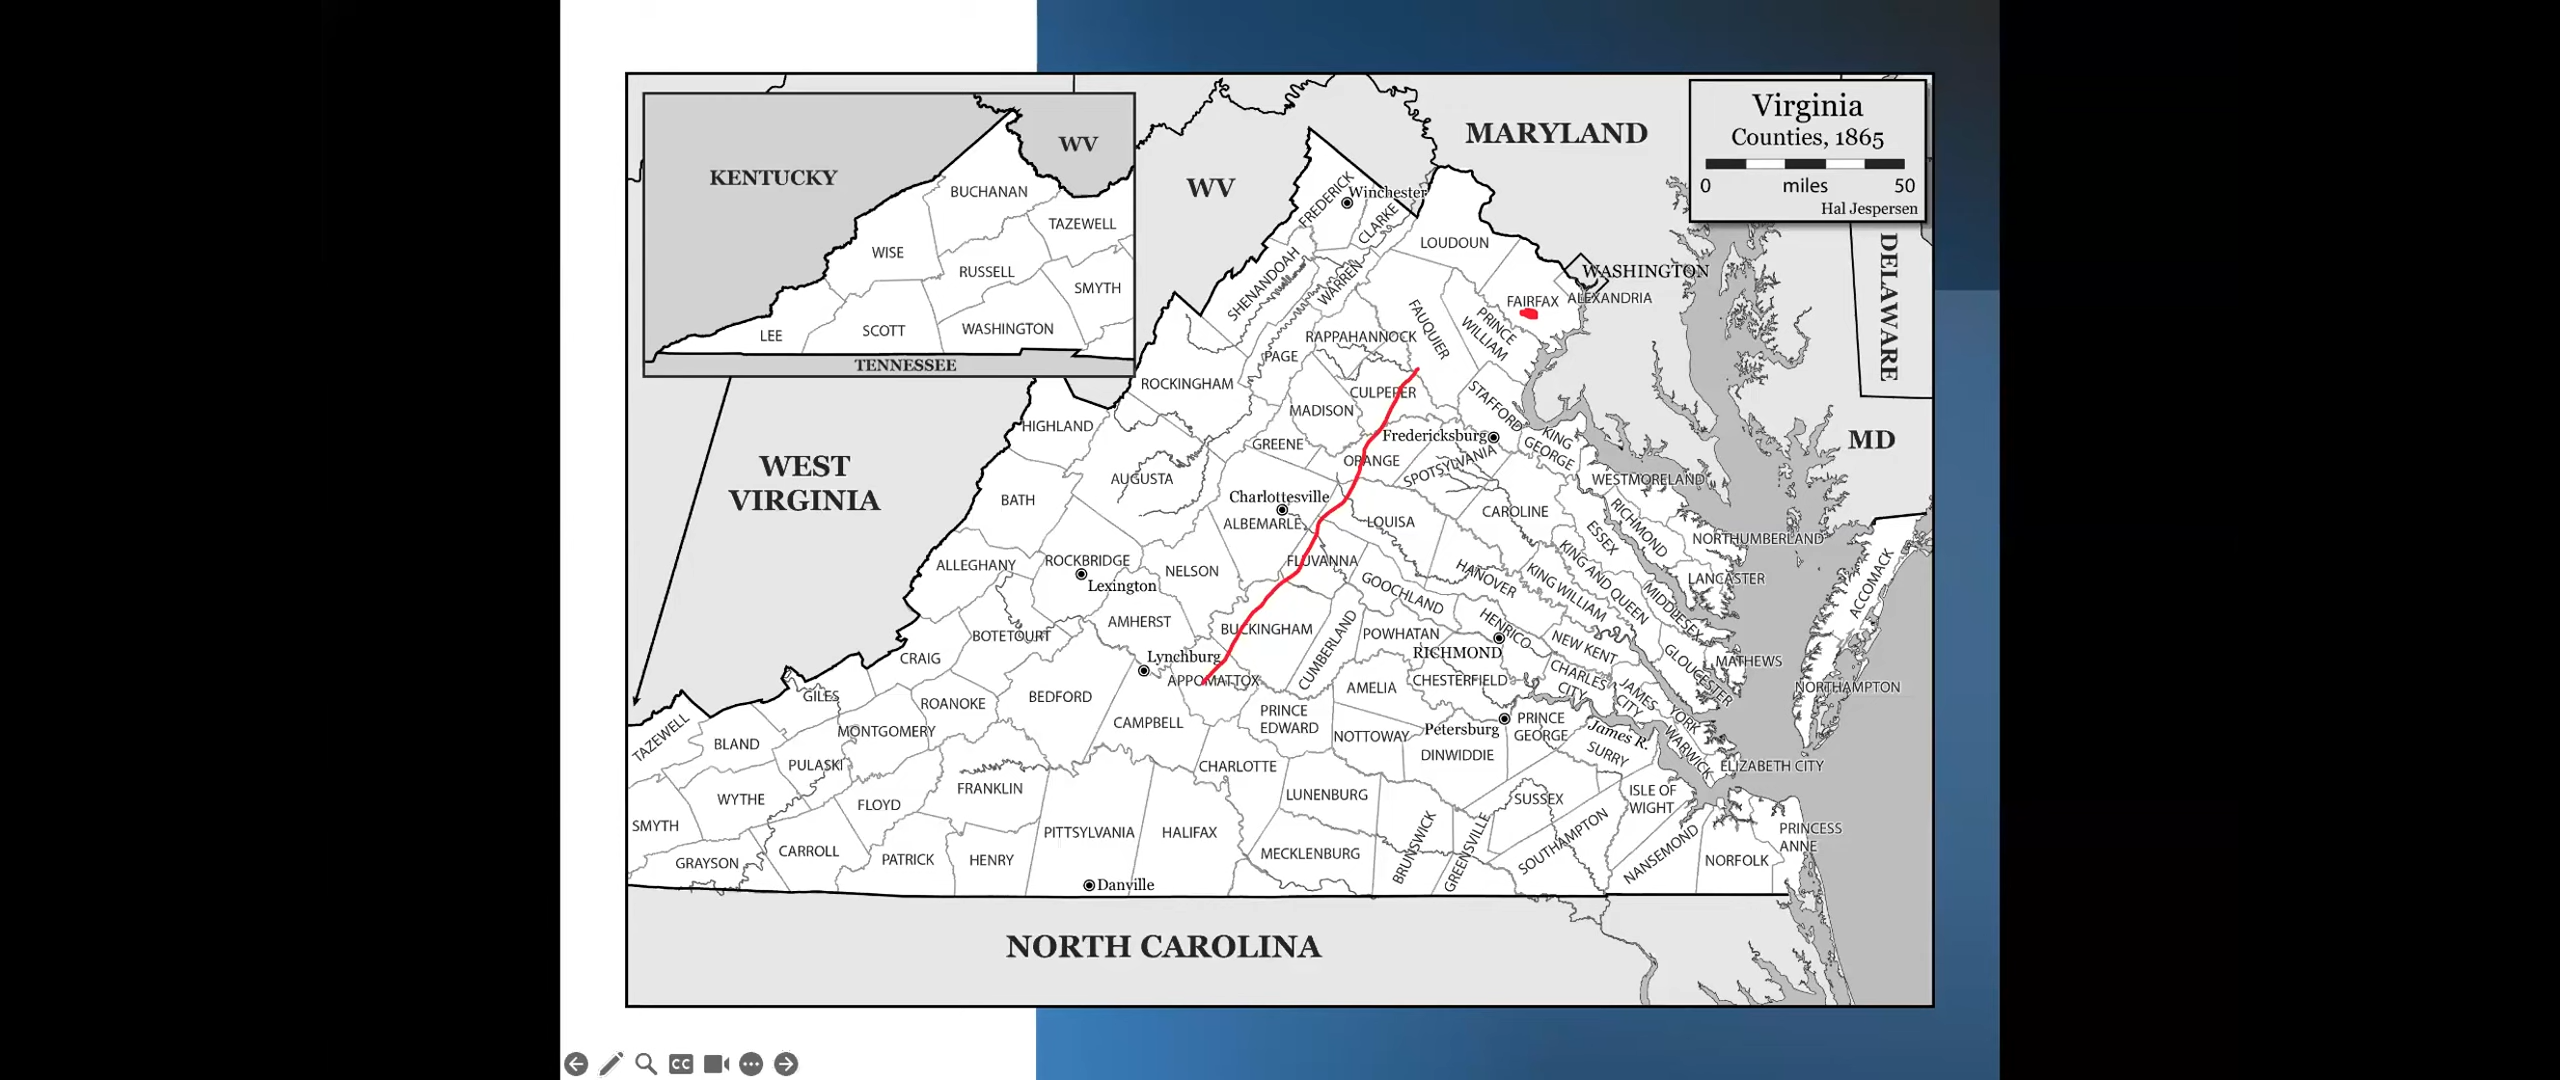 Virginia
Counties, 1865
0 miles 50
Hal Jespersen
KENTUCKY
WV
BUCHANAN
TAZEWELL
WISE
RUSSELL
SMYTH
LEE
SCOTT
WASHINGTON
TENNESSEE
WV
MARYLAND
DELAWARE
MD
WEST
VIRGINIA
NORTH CAROLINA
FREDERICK
Winchester
CLARKE
LOUDOUN
WASHINGTON
ALEXANDRIA
FAIRFAX
SHENANDOAH
WARREN
FAUQUIER
PRINCE
WILLIAM
RAPPAHANNOCK
PAGE
ROCKINGHAM
CULPEPER
MADISON
STAFFORD
HIGHLAND
GREENE
Fredericksburg
KING
GEORGE
ORANGE
SPOTSYLVANIA
WESTMORELAND
AUGUSTA
BATH
Charlottesville
ALBEMARLE
LOUISA
CAROLINE
RICHMOND
ESSEX
NORTHUMBERLAND
ALLEGHANY
ROCKBRIDGE
Lexington
NELSON
FLUVANNA
GOOCHLAND
HANOVER
KING WILLIAM
KING AND QUEEN
LANCASTER
MIDDLESEX
ACCOMACK
BOTETOURT
AMHERST
BUCKINGHAM
CUMBERLAND
POWHATAN
HENRICO
RICHMOND
NEW KENT
GLOUCESTER
MATHEWS
CRAIG
Lynchburg
APPOMATTOX
AMELIA
CHESTERFIELD
CHARLES
CITY
JAMES
CITY
YORK
WARWICK
NORTHAMPTON
GILES
ROANOKE
BEDFORD
CAMPBELL
PRINCE
EDWARD
NOTTOWAY
Petersburg
DINWIDDIE
PRINCE
GEORGE
James R.
SURRY
ELIZABETH CITY
TAZEWELL
BLAND
MONTGOMERY
PULASKI
CHARLOTTE
WYTHE
FLOYD
FRANKLIN
LUNENBURG
SUSSEX
ISLE OF
WIGHT
SMYTH
PITTSYLVANIA
HALIFAX
GRAYSON
CARROLL
PATRICK
HENRY
MECKLENBURG
BRUNSWICK
GREENSVILLE
SOUTHAMPTON
NANSEMOND
NORFOLK
PRINCESS
ANNE
Danville
CC